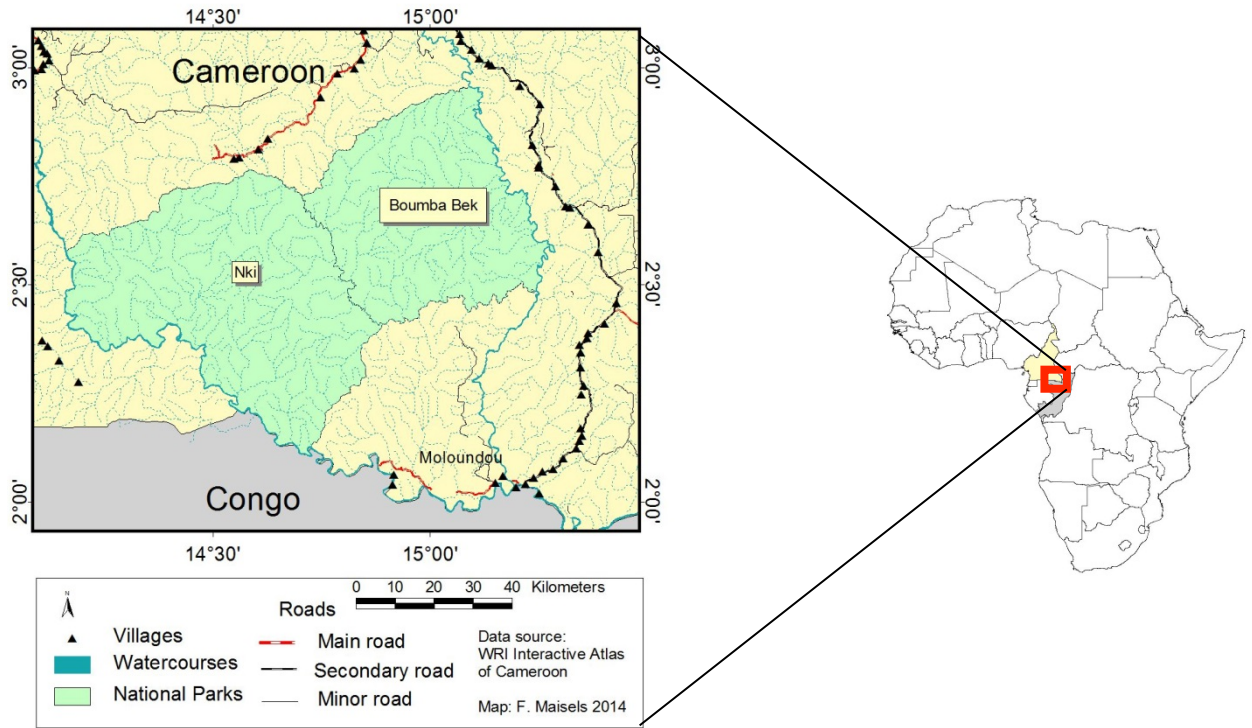 14°30'
15°00'
3°00'
Cameroon
3°00'
Boumba Bek
Nki
2°30'
2°30'
Moloundou
2°00'
Congo
2°00'
14°30'
15°00'
0 10 20 30 40 Kilometers
N
Roads
Villages
Watercourses
National Parks
Main road
Secondary road
Minor road
Data source:
WRI Interactive Atlas
of Cameroon
Map: F. Maisels 2014